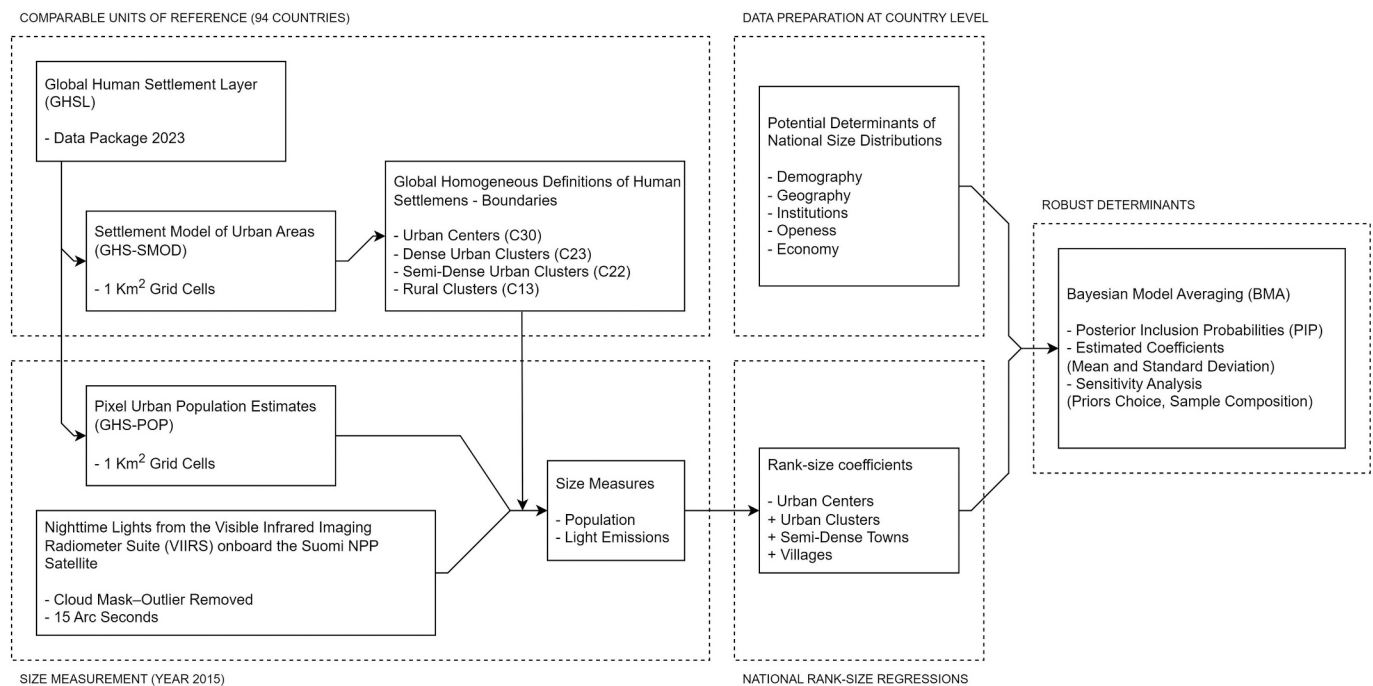 COMPARABLE UNITS OF REFERENCE (94 COUNTRIES)
Global Human Settlement Layer
(GHSL)
- Data Package 2023
Settlement Model of Urban Areas
(GHS-SMOD)
- 1 Km² Grid Cells
Global Homogeneous Definitions of Human
Settlemens - Boundaries
- Urban Centers (C30)
- Dense Urban Clusters (C23)
- Semi-Dense Urban Clusters (C22)
- Rural Clusters (C13)
Pixel Urban Population Estimates
(GHS-POP)
- 1 Km² Grid Cells
Nighttime Lights from the Visible Infrared Imaging
Radiometer Suite (VIIRS) onboard the Suomi NPP
Satellite
- Cloud Mask–Outlier Removed
- 15 Arc Seconds
Size Measures
- Population
- Light Emissions
SIZE MEASUREMENT (YEAR 2015)
DATA PREPARATION AT COUNTRY LEVEL
Potential Determinants of
National Size Distributions
- Demography
- Geography
- Institutions
- Openess
- Economy
Rank-size coefficients
- Urban Centers
+ Urban Clusters
+ Semi-Dense Towns
+ Villages
NATIONAL RANK-SIZE REGRESSIONS
ROBUST DETERMINANTS
Bayesian Model Averaging (BMA)
- Posterior Inclusion Probabilities (PIP)
- Estimated Coefficients
(Mean and Standard Deviation)
- Sensitivity Analysis
(Priors Choice, Sample Composition)